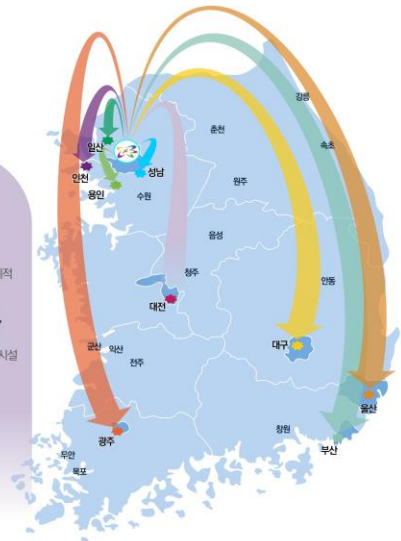 강릉
춘천
속초
일산
성남
인천
원주
용인
수원
음성
적
청주
안동
대전
시설
대구
군산
익산
전주
울산
광주
창원
부산
무안
목포